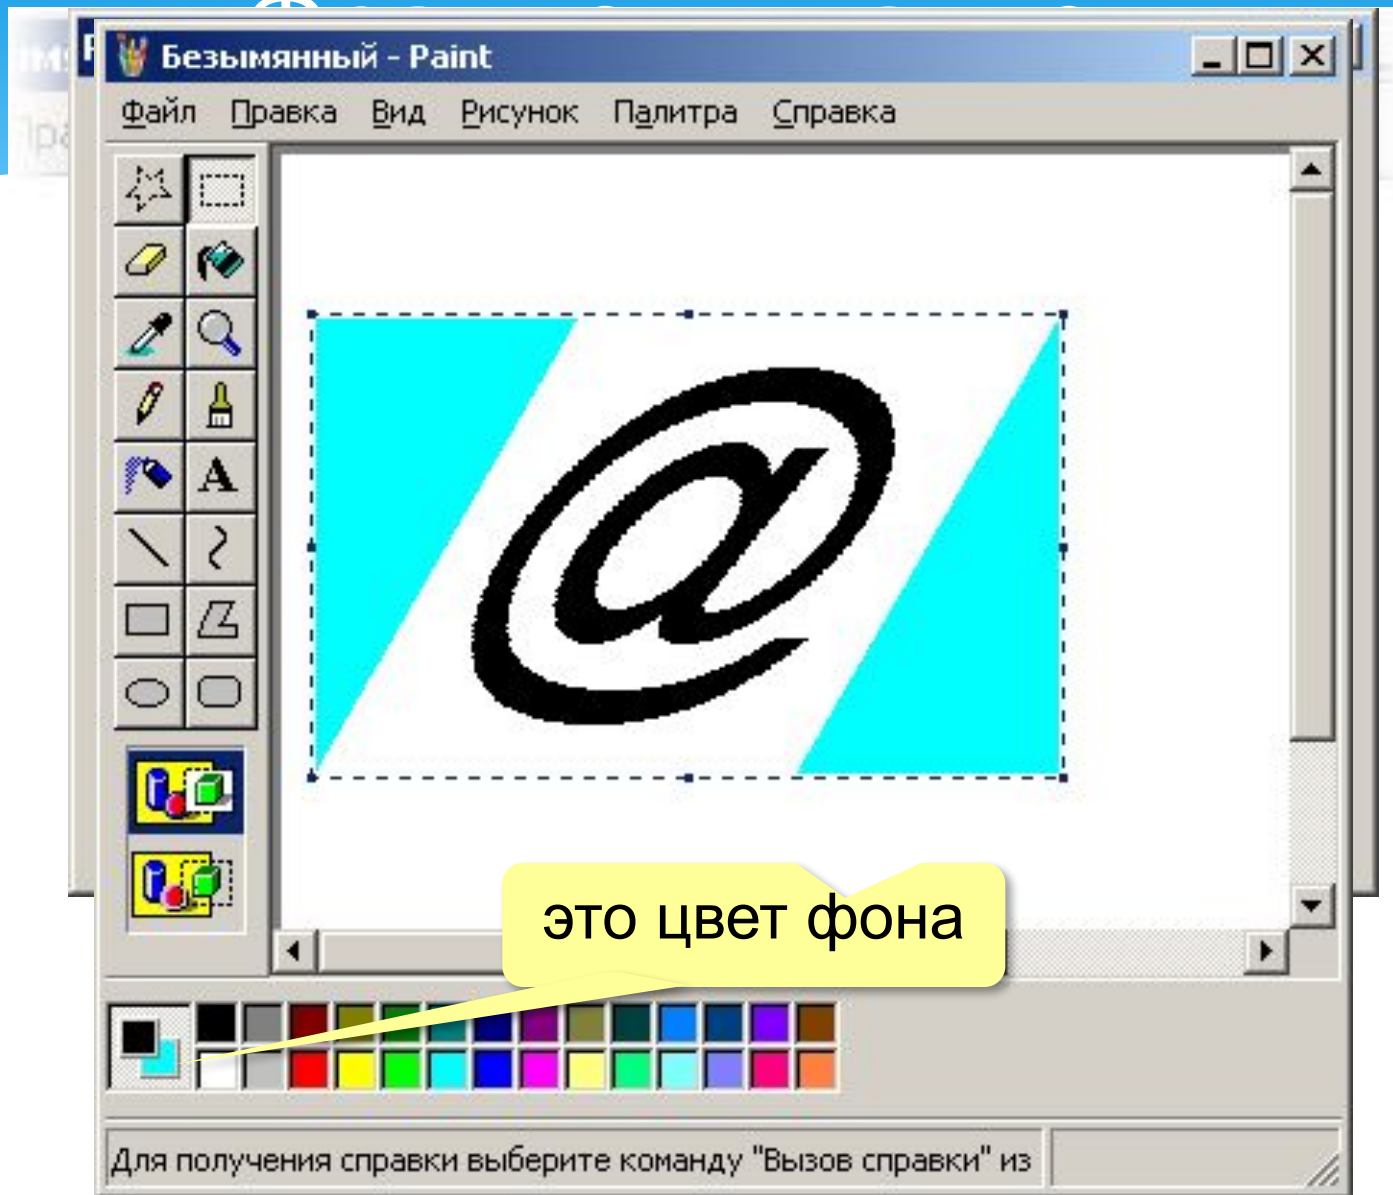 Безымянный - Paint
Файл Правка Вид Рисунок Палитра Справка
A
@
это цвет фона
Для получения справки выберите команду "Вызов справки" из